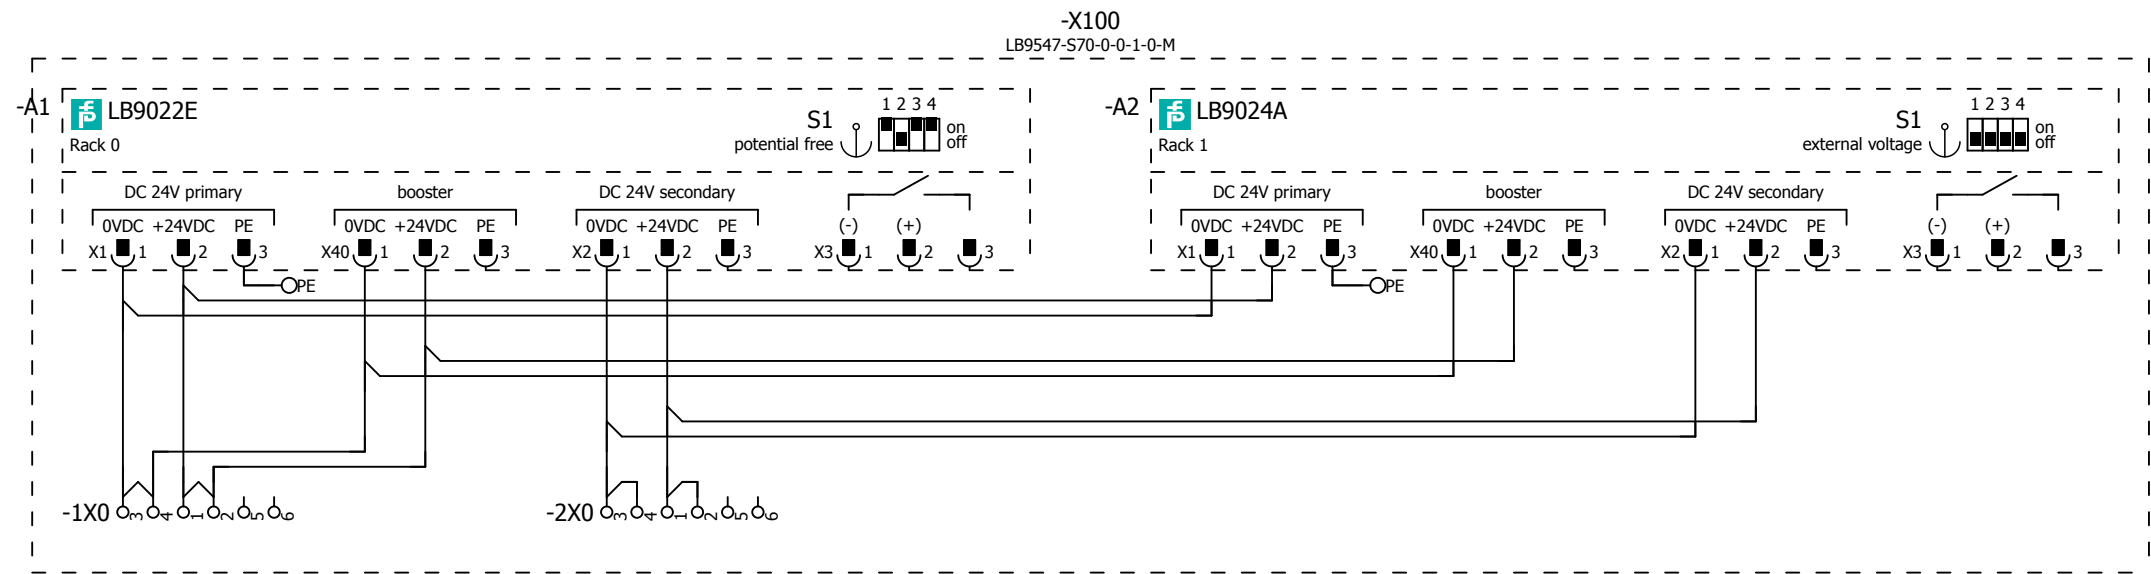 -X100
LB9547-S70-0-0-1-0-M
-A1 LB9022E
Rack 0
S1
potential free
1 2 3 4
on
off
DC 24V primary booster DC 24V secondary
0VDC +24VDC PE 0VDC +24VDC PE 0VDC +24VDC PE (-) (+)
X1 1 2 3 X40 1 2 3 X2 1 2 3 X3 1 2 3
PE
-A2 LB9024A
Rack 1
S1
external voltage
1 2 3 4
on
off
DC 24V primary booster DC 24V secondary
0VDC +24VDC PE 0VDC +24VDC PE 0VDC +24VDC PE (-) (+)
X1 1 2 3 X40 1 2 3 X2 1 2 3 X3 1 2 3
PE
-1X0 3 4 1 2 5 6
-2X0 3 4 1 2 5 6